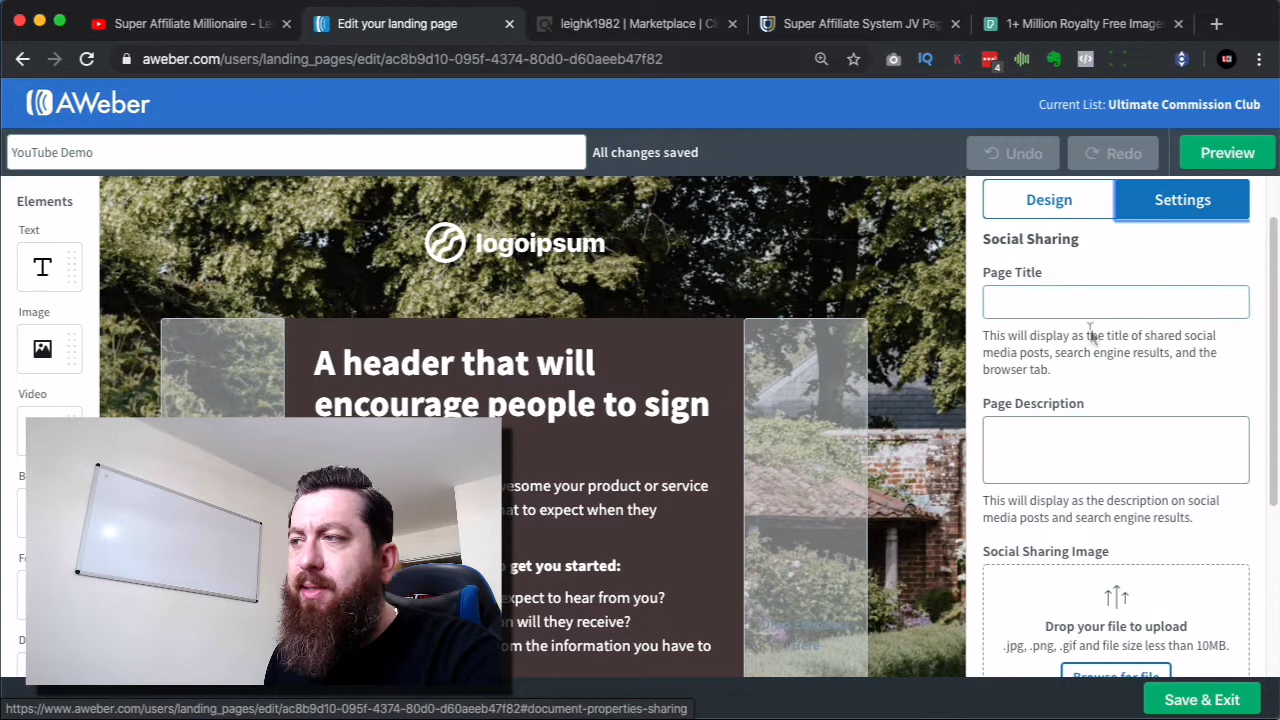 Super Affiliate Millionaire - Le
Edit your landing page
leighk1982 | Marketplace | Cli
Super Affiliate System JV Pag
1+ Million Royalty Free Images
aweber.com/users/landing_pages/edit/ac8b9d10-095f-4374-80d0-d60aeeb47f82
4
AWeber
Current List: Ultimate Commission Club
YouTube Demo
All changes saved
Undo
Redo
Preview
Elements
Text
T
Image
Video
logoipsum
A header that will
encourage people to sign
esome your product or service
at to expect when they
get you started:
expect to hear from you?
n will they receive?
om the information you have to
Here
Design
Settings
Social Sharing
Page Title
This will display as the title of shared social
media posts, search engine results, and the
browser tab.
Page Description
This will display as the description on social
media posts and search engine results.
Social Sharing Image
Drop your file to upload
.jpg, .png, .gif and file size less than 10MB.
Browse for file
Save & Exit
https://www.aweber.com/users/landing_pages/edit/ac8b9d10-095f-4374-80d0-d60aeeb47f82#document-properties-sharing